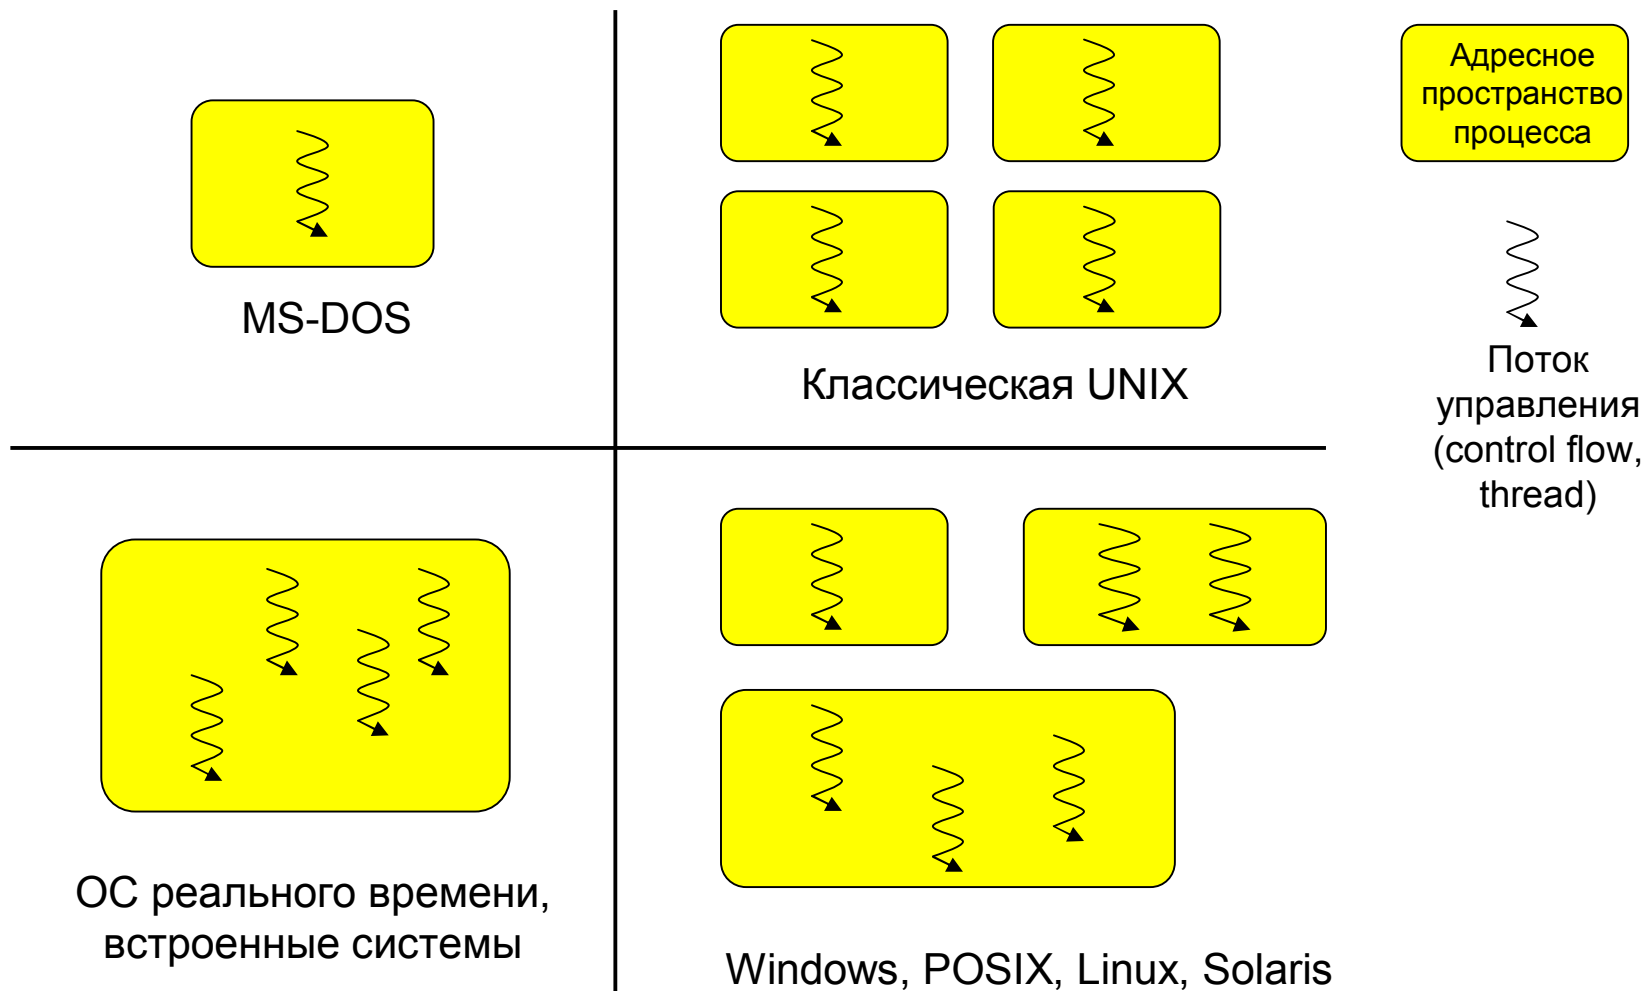 MS-DOS
Классическая UNIX
Адресное
пространство
процесса
Поток
управления
(control flow,
thread)
ОС реального времени,
встроенные системы
Windows, POSIX, Linux, Solaris